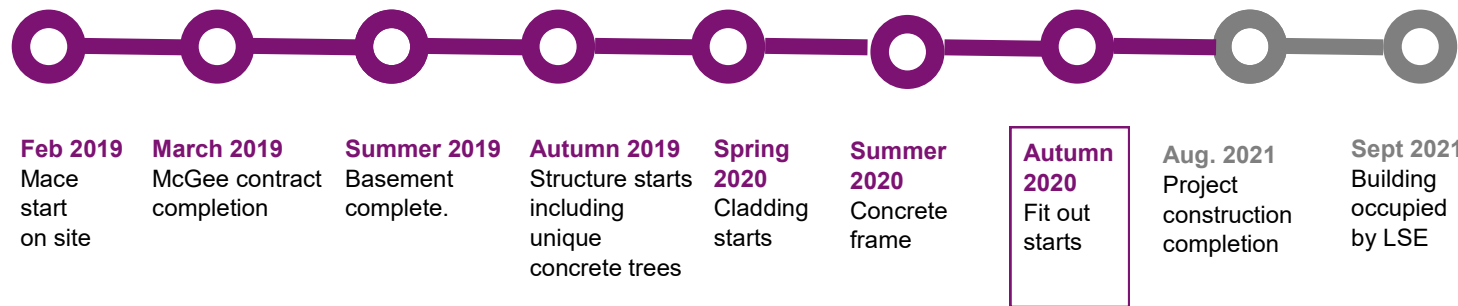 Feb 2019
Mace
start
on site
March 2019
McGee contract
completion
Summer 2019
Basement
complete.
Autumn 2019
Structure starts
including
unique
concrete trees
Spring
2020
Cladding
starts
Summer
2020
Concrete
frame
Autumn
2020
Fit out
starts
Aug. 2021
Project
construction
completion
Sept 2021
Building
occupied
by LSE